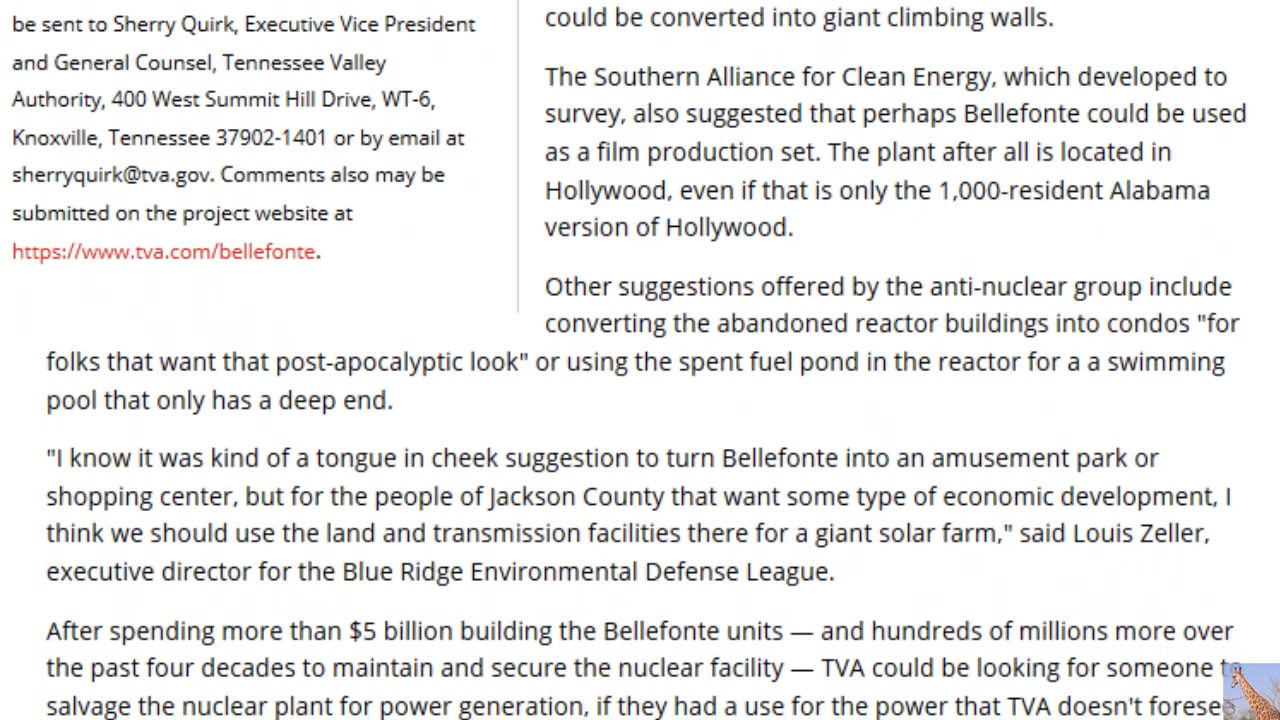 be sent to Sherry Quirk, Executive Vice President
and General Counsel, Tennessee Valley
Authority, 400 West Summit Hill Drive, WT-6,
Knoxville, Tennessee 37902-1401 or by email at
sherryquirk@tva.gov. Comments also may be
submitted on the project website at
https://www.tva.com/bellefonte.
could be converted into giant climbing walls.
The Southern Alliance for Clean Energy, which developed to
survey, also suggested that perhaps Bellefonte could be used
as a film production set. The plant after all is located in
Hollywood, even if that is only the 1,000-resident Alabama
version of Hollywood.
Other suggestions offered by the anti-nuclear group include
converting the abandoned reactor buildings into condos "for
folks that want that post-apocalyptic look" or using the spent fuel pond in the reactor for a a swimming
pool that only has a deep end.
"I know it was kind of a tongue in cheek suggestion to turn Bellefonte into an amusement park or
shopping center, but for the people of Jackson County that want some type of economic development, I
think we should use the land and transmission facilities there for a giant solar farm," said Louis Zeller,
executive director for the Blue Ridge Environmental Defense League.
After spending more than $5 billion building the Bellefonte units — and hundreds of millions more over
the past four decades to maintain and secure the nuclear facility — TVA could be looking for someone to
salvage the nuclear plant for power generation, if they had a use for the power that TVA doesn't foresee